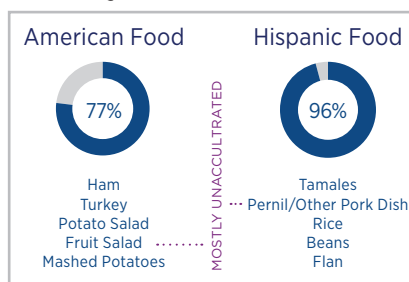 American Food
77%
Ham
Turkey
Potato Salad
Fruit Salad
Mashed Potatoes
MOSTLY UNACCULTRATED
Hispanic Food
96%
Tamales
Pernil/Other Pork Dish
Rice
Beans
Flan